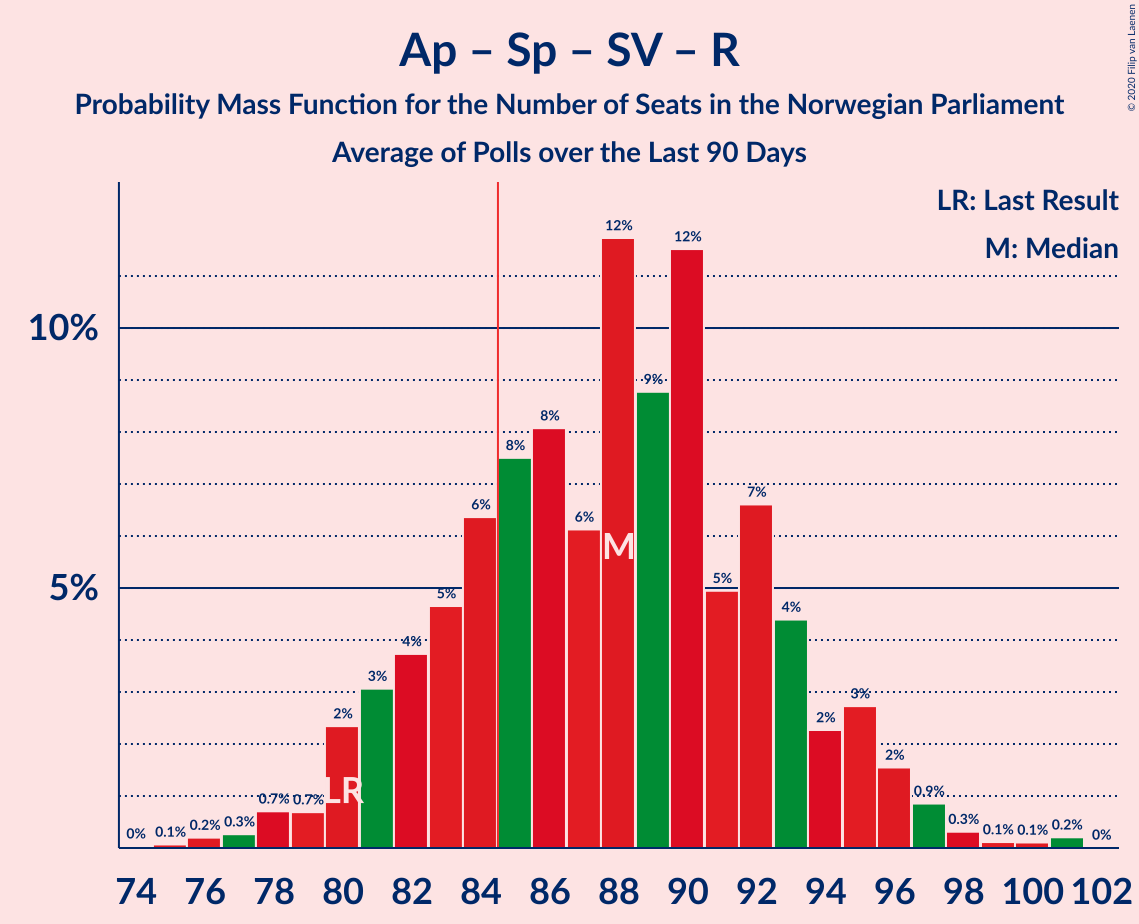 Ap – Sp – SV – R
Probability Mass Function for the Number of Seats in the Norwegian Parliament
Average of Polls over the Last 90 Days
© 2020 Filip van Laenen
LR: Last Result
M: Median
10%
5%
0% 0.1% 0.2% 0.3% 0.7% 0.7% 2% 3% 4% 5% 6% 8% 8% 6% 12% 9% 12% 5% 7% 4% 2% 3% 2% 0.9% 0.3% 0.1% 0.1% 0.2% 0%
LR
M
74 76 78 80 82 84 86 88 90 92 94 96 98 100 102